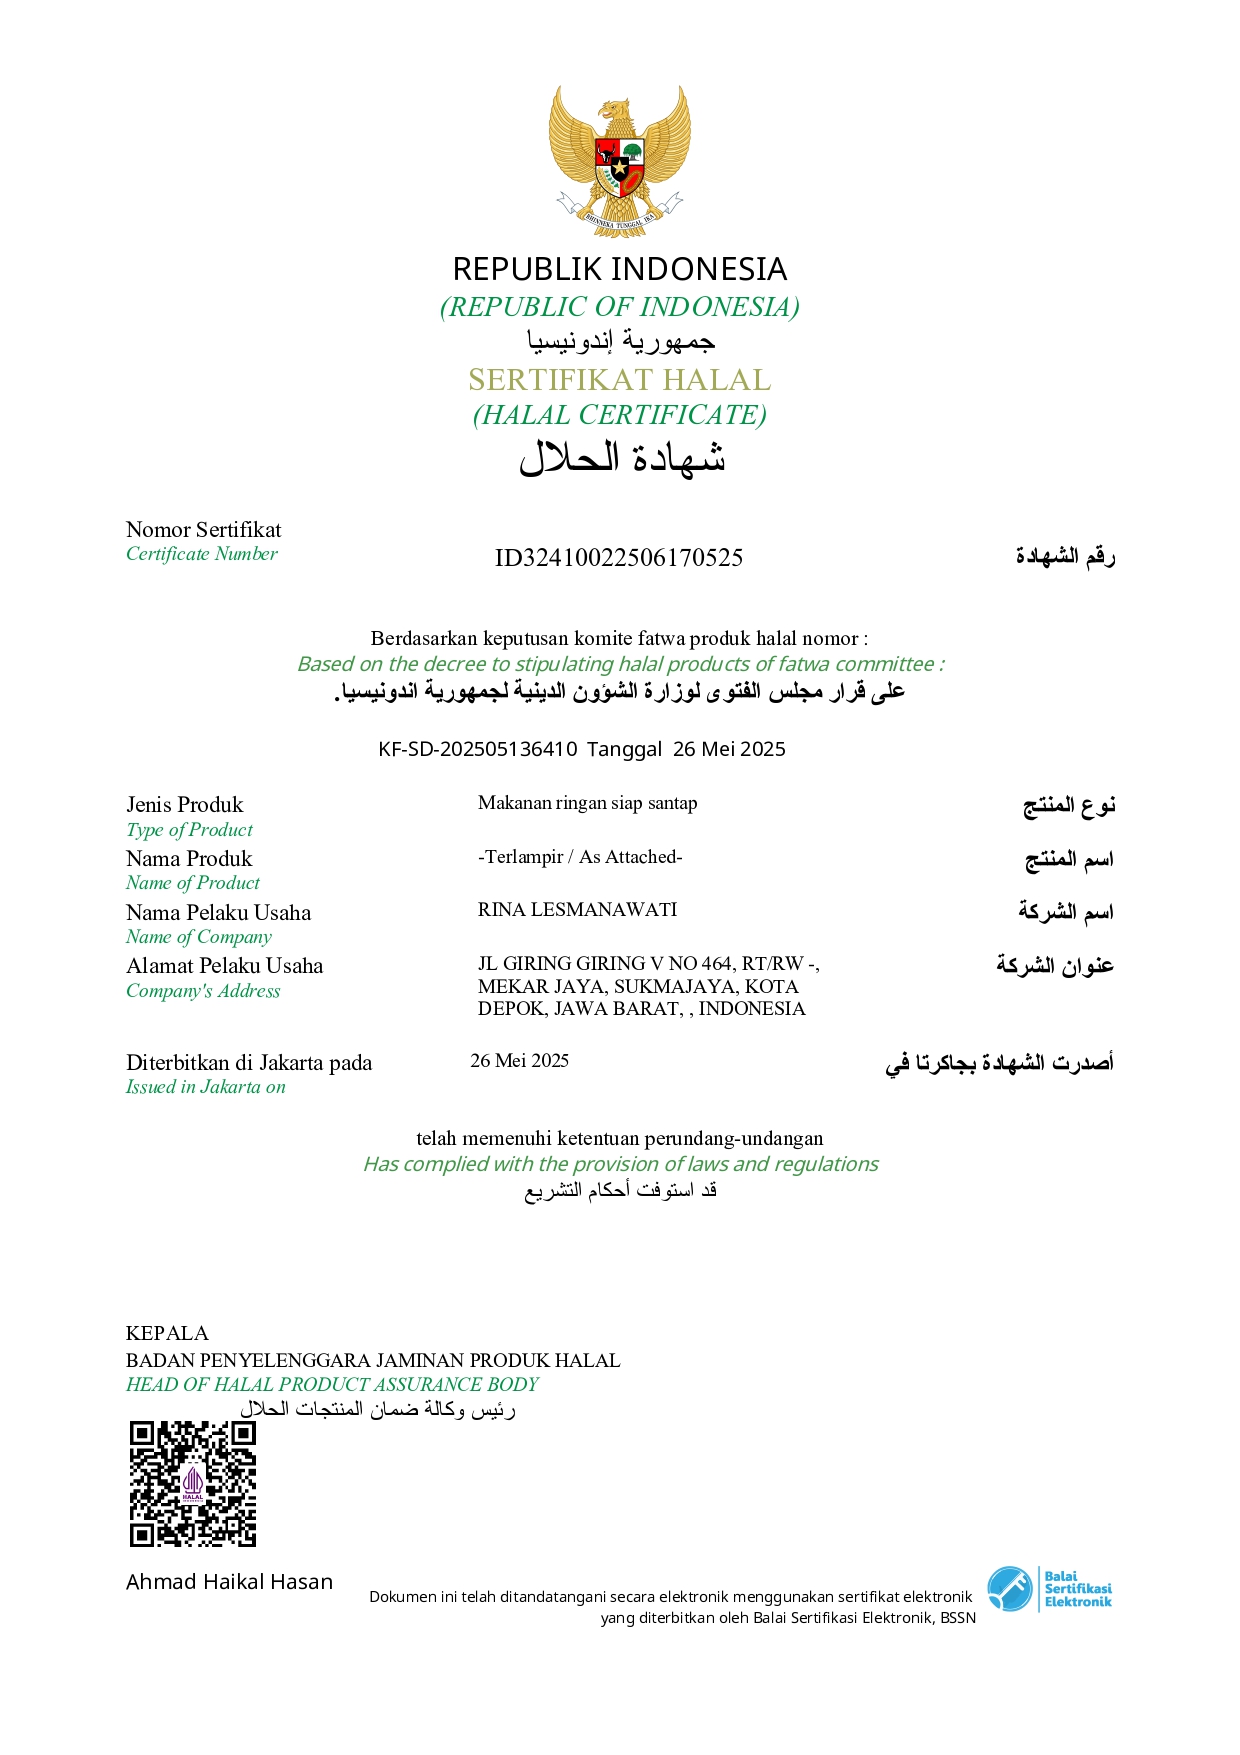 BHINNEKA TUNGGAL IKA
REPUBLIK INDONESIA
(REPUBLIC OF INDONESIA)
جمهورية إندونيسيا
SERTIFIKAT HALAL
(HALAL CERTIFICATE)
شهادة الحلال
Nomor Sertifikat
Certificate Number
ID32410022506170525
رقم الشهادة
Berdasarkan keputusan komite fatwa produk halal nomor :
Based on the decree to stipulating halal products of fatwa committee :
على قرار مجلس الفتوى لوزارة الشؤون الدينية لجمهورية اندونيسيا.
KF-SD-202505136410 Tanggal 26 Mei 2025
Jenis Produk
Type of Product
Makanan ringan siap santap
نوع المنتج
Nama Produk
Name of Product
-Terlampir / As Attached-
اسم المنتج
Nama Pelaku Usaha
Name of Company
RINA LESMANAWATI
اسم الشركة
Alamat Pelaku Usaha
Company's Address
JL GIRING GIRING V NO 464, RT/RW -,
MEKAR JAYA, SUKMAJAYA, KOTA
DEPOK, JAWA BARAT, , INDONESIA
عنوان الشركة
Diterbitkan di Jakarta pada
Issued in Jakarta on
26 Mei 2025
أصدرت الشهادة بجاكرتا في
telah memenuhi ketentuan perundang-undangan
Has complied with the provision of laws and regulations
قد استوفت أحكام التشريع
KEPALA
BADAN PENYELENGGARA JAMINAN PRODUK HALAL
HEAD OF HALAL PRODUCT ASSURANCE BODY
رئيس وكالة ضمان المنتجات الحلال
HALAL
INDONESIA
Ahmad Haikal Hasan
Dokumen ini telah ditandatangani secara elektronik menggunakan sertifikat elektronik
yang diterbitkan oleh Balai Sertifikasi Elektronik, BSSN
Balai
Sertifikasi
Elektronik